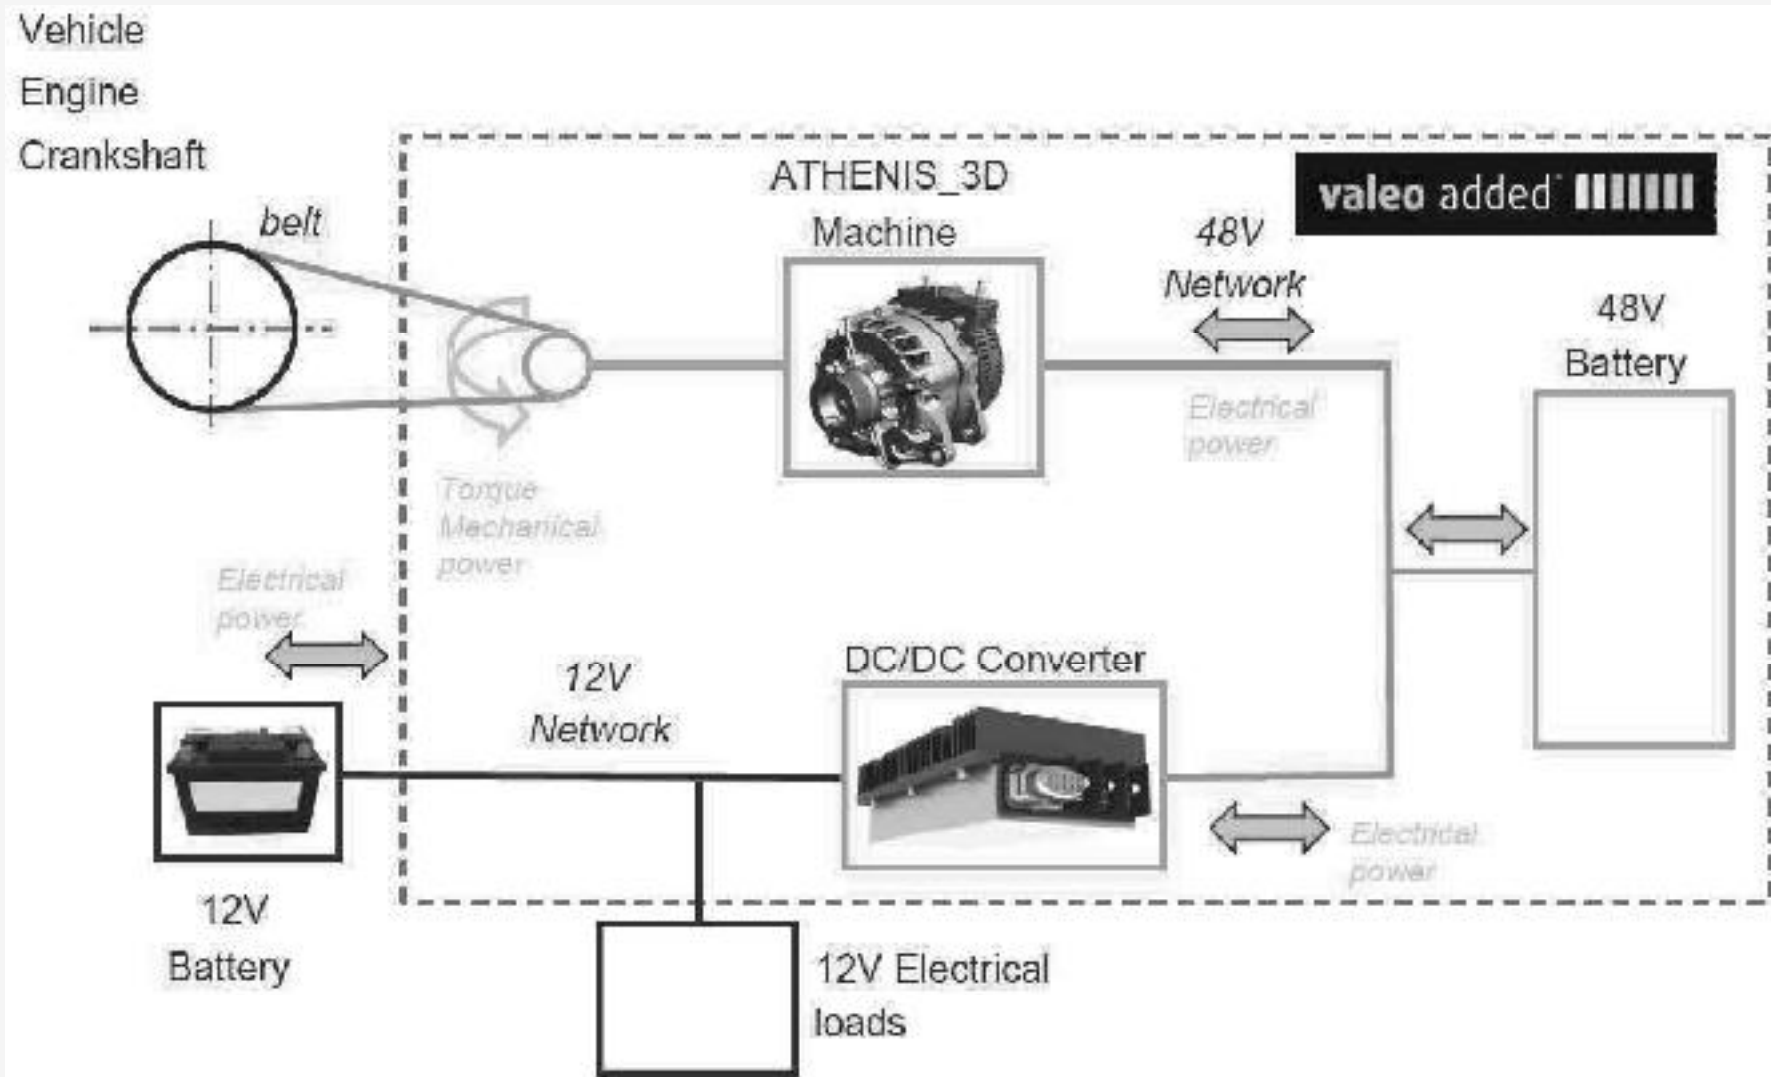 Vehicle
Engine
Crankshaft
belt
ATHENIS_3D
Machine
48V
Network
valeo added
48V
Battery
Electrical
power
Torque
Mechanical
power
Electrical
power
12V
Network
DC/DC Converter
Electrical
power
12V
Battery
12V Electrical
loads